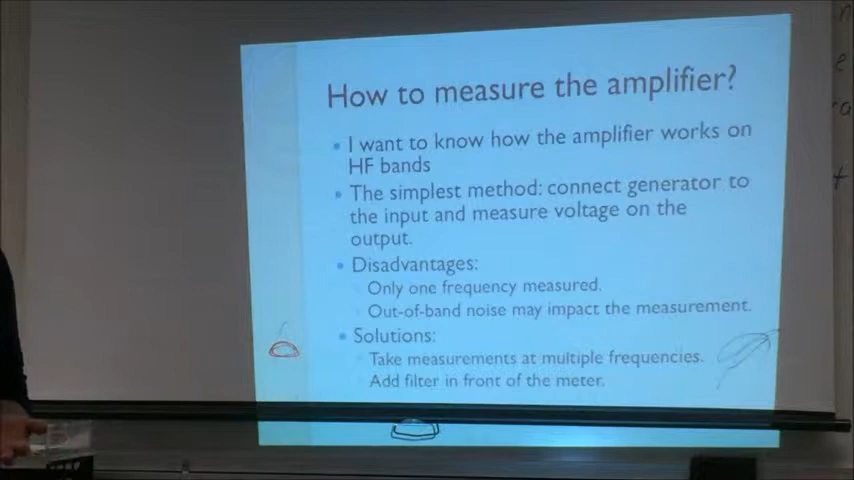 How to measure the amplifier?
• I want to know how the amplifier works on
HF bands
• The simplest method: connect generator to
the input and measure voltage on the
output.
• Disadvantages:
Only one frequency measured.
Out-of-band noise may impact the measurement.
• Solutions:
Take measurements at multiple frequencies.
Add filter in front of the meter.